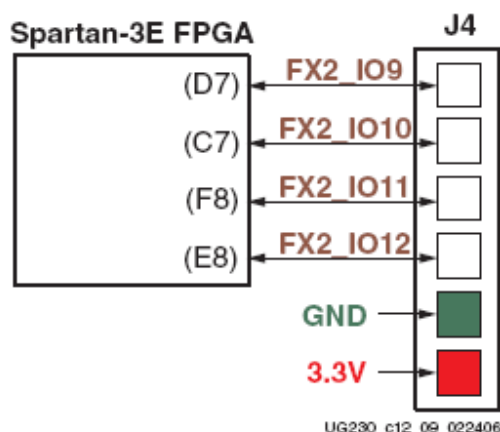 J4
Spartan-3E FPGA
(D7) FX2_IO9
(C7) FX2_IO10
(F8) FX2_IO11
(E8) FX2_IO12
GND
3.3V
UG230_c12_09_022406